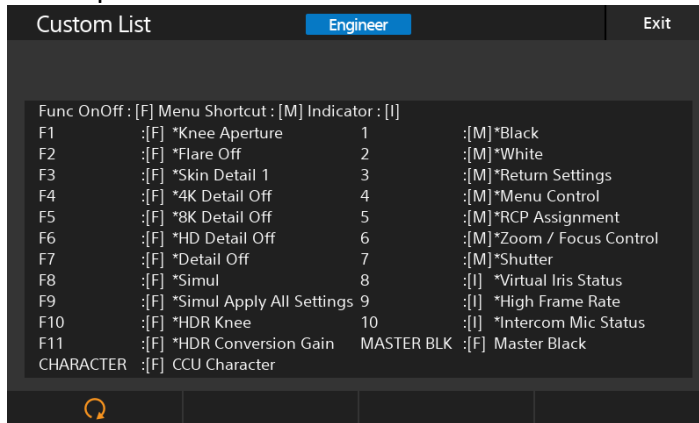 Custom List Engineer Exit
Func OnOff : [F] Menu Shortcut : [M] Indicator : [I]
F1 :[F] *Knee Aperture 1 :[M]*Black
F2 :[F] *Flare Off 2 :[M]*White
F3 :[F] *Skin Detail 1 3 :[M]*Return Settings
F4 :[F] *4K Detail Off 4 :[M]*Menu Control
F5 :[F] *8K Detail Off 5 :[M]*RCP Assignment
F6 :[F] *HD Detail Off 6 :[M]*Zoom / Focus Control
F7 :[F] *Detail Off 7 :[M]*Shutter
F8 :[F] *Simul 8 :[I] *Virtual Iris Status
F9 :[F] *Simul Apply All Settings 9 :[I] *High Frame Rate
F10 :[F] *HDR Knee 10 :[I] *Intercom Mic Status
F11 :[F] *HDR Conversion Gain MASTER BLK :[F] Master Black
CHARACTER :[F] CCU Character